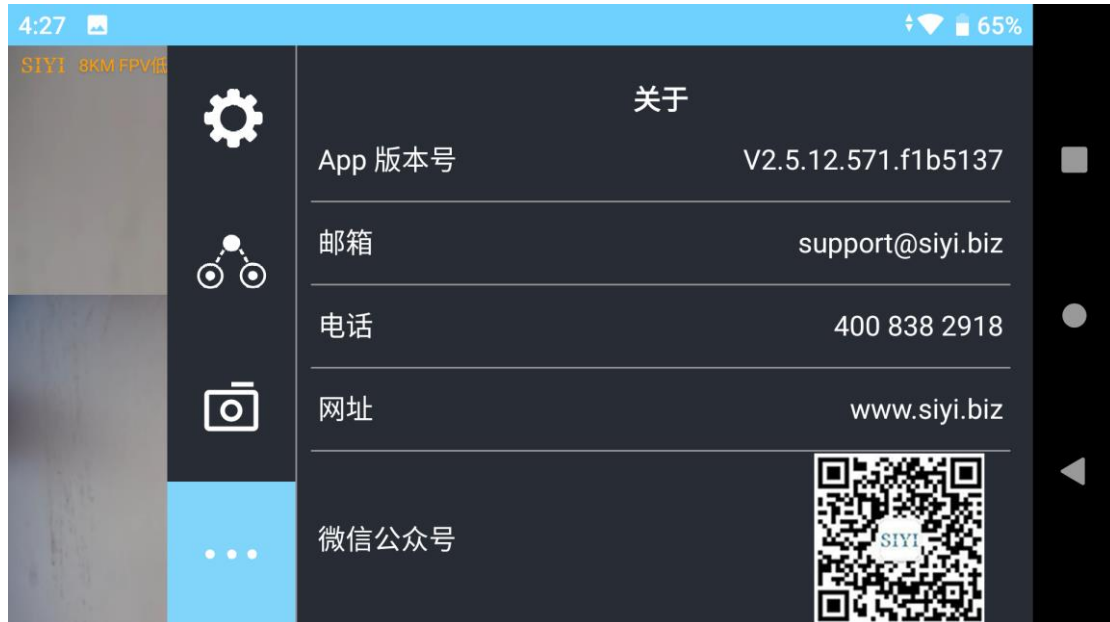 4:27 65%
SIYI 8KM FPV低
关于
App 版本号 V2.5.12.571.f1b5137
邮箱 support@siyi.biz
电话 400 838 2918
网址 www.siyi.biz
微信公众号
SIYI